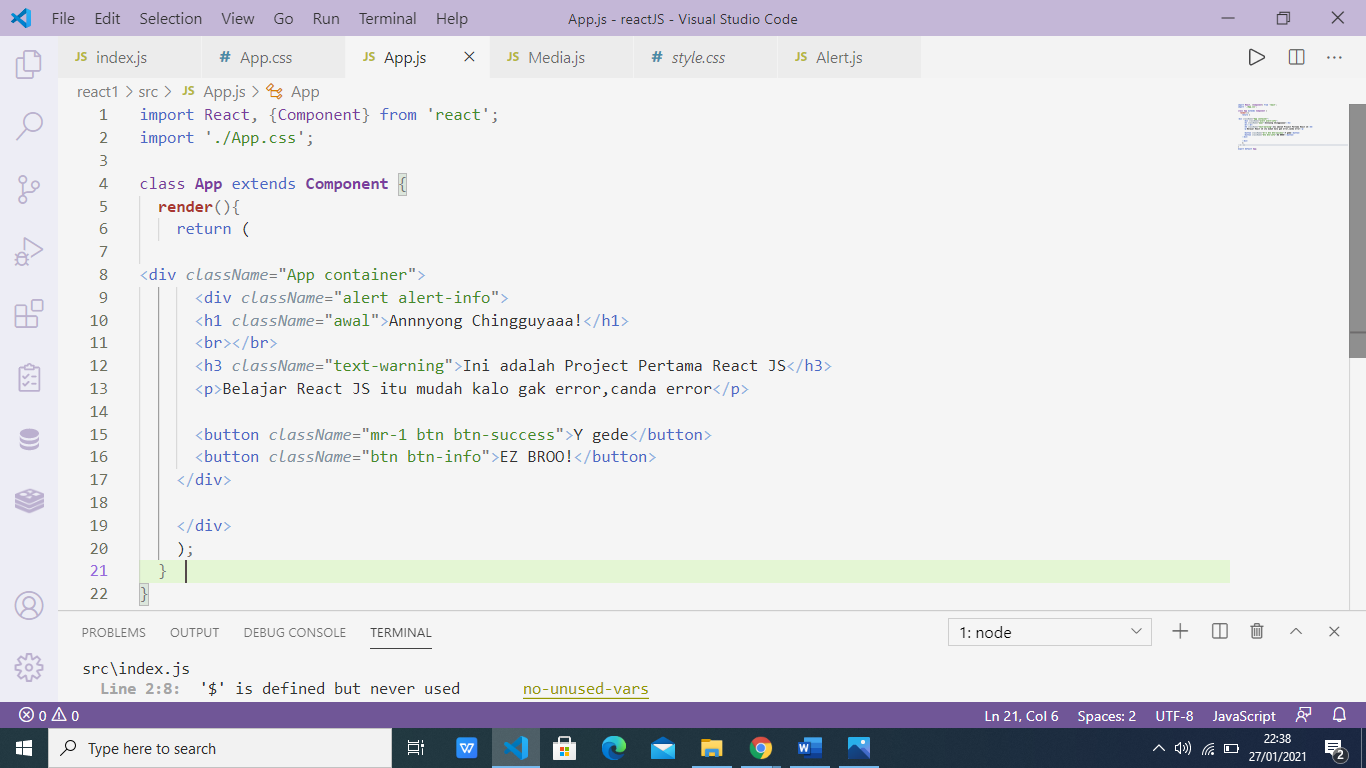 File Edit Selection View Go Run Terminal Help App.js - reactJS - Visual Studio Code
JS index.js # App.css JS App.js JS Media.js # style.css JS Alert.js
react1 > src > JS App.js > App
1 import React, {Component} from 'react';
2 import './App.css';
3
4 class App extends Component {
5 render(){
6 return (
7
8 <div className="App container">
9 <div className="alert alert-info">
10 <h1 className="awal">Annnyong Chingguyaaa!</h1>
11 <br></br>
12 <h3 className="text-warning">Ini adalah Project Pertama React JS</h3>
13 <p>Belajar React JS itu mudah kalo gak error,canda error</p>
14
15 <button className="mr-1 btn btn-success">Y gede</button>
16 <button className="btn btn-info">EZ BROO!</button>
17 </div>
18
19 </div>
20 );
21 }
22 }
PROBLEMS OUTPUT DEBUG CONSOLE TERMINAL 1: node
src\index.js
Line 2:8: '$' is defined but never used no-unused-vars
0 0 Ln 21, Col 6 Spaces: 2 UTF-8 JavaScript
Type here to search
22:38
27/01/2021
2